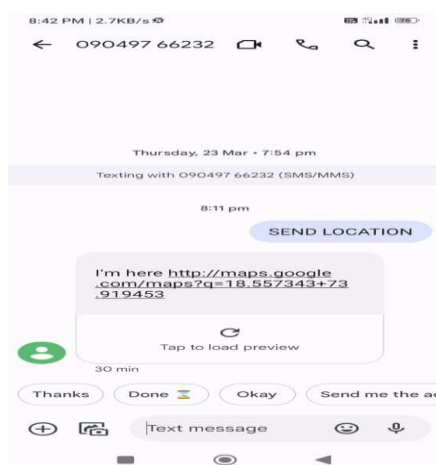 8:42 PM | 2.7KB/s
090497 66232
Thursday, 23 Mar • 7:54 pm
Texting with 090497 66232 (SMS/MMS)
8:11 pm
SEND LOCATION
I'm here http://maps.google
.com/maps?q=18.557343+73
.919453
Tap to load preview
30 min
Thanks Done ⌛ Okay Send me the a
Text message